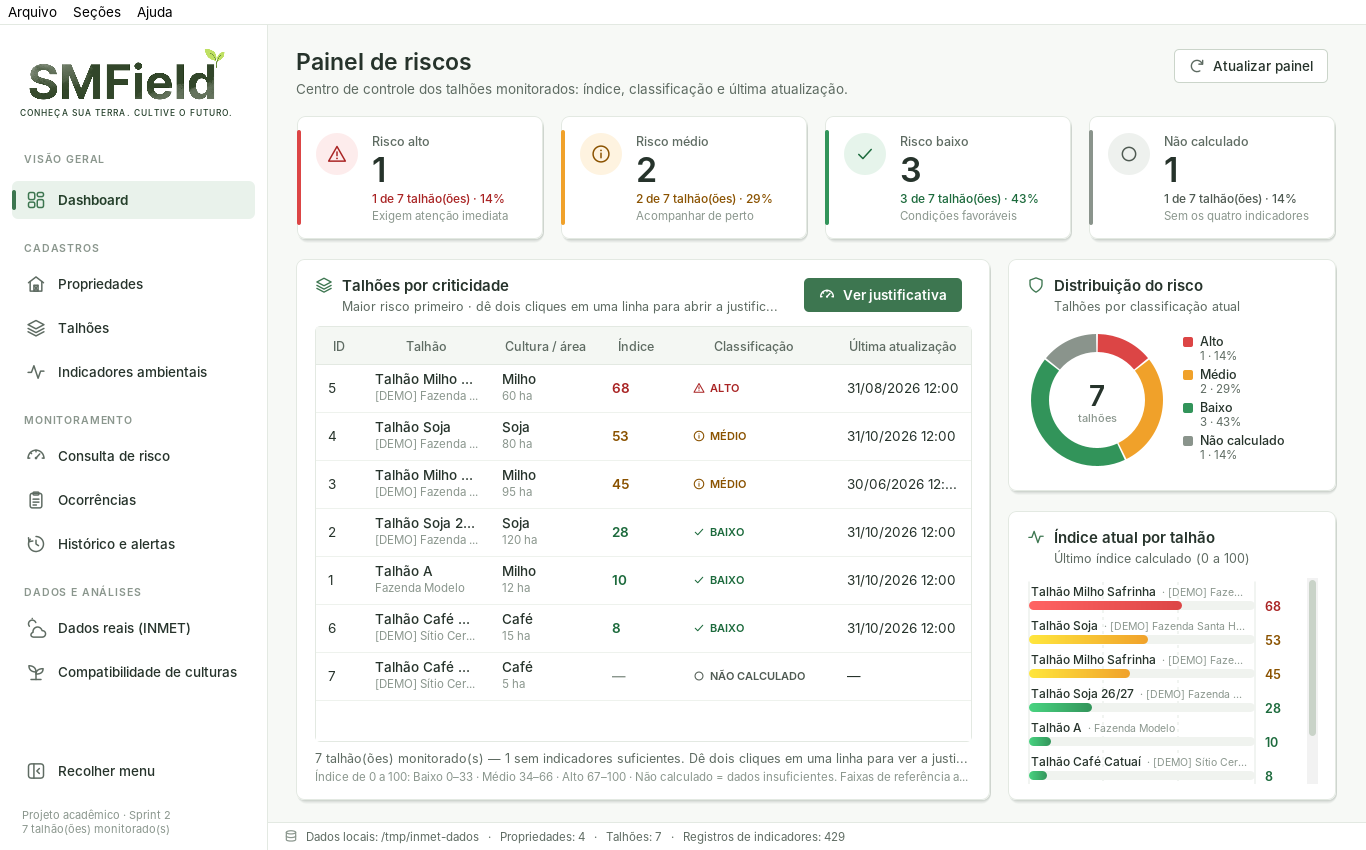 Arquivo Seções Ajuda
SMField
CONHEÇA SUA TERRA. CULTIVE O FUTURO.
VISÃO GERAL
Dashboard
CADASTROS
Propriedades
Talhões
Indicadores ambientais
MONITORAMENTO
Consulta de risco
Ocorrências
Histórico e alertas
DADOS E ANÁLISES
Dados reais (INMET)
Compatibilidade de culturas
Recolher menu
Projeto acadêmico · Sprint 2
7 talhão(ões) monitorado(s)
Painel de riscos
Centro de controle dos talhões monitorados: índice, classificação e última atualização.
Atualizar painel
Risco alto
1
1 de 7 talhão(ões) · 14%
Exigem atenção imediata
Risco médio
2
2 de 7 talhão(ões) · 29%
Acompanhar de perto
Risco baixo
3
3 de 7 talhão(ões) · 43%
Condições favoráveis
Não calculado
1
1 de 7 talhão(ões) · 14%
Sem os quatro indicadores
Talhões por criticidade
Maior risco primeiro · dê dois cliques em uma linha para abrir a justific...
Ver justificativa
ID Talhão Cultura / área Índice Classificação Última atualização
5 Talhão Milho ... Milho 68 ALTO 31/08/2026 12:00
[DEMO] Fazenda ... 60 ha
4 Talhão Soja Soja 53 MÉDIO 31/10/2026 12:00
[DEMO] Fazenda ... 80 ha
3 Talhão Milho ... Milho 45 MÉDIO 30/06/2026 12:...
[DEMO] Fazenda ... 95 ha
2 Talhão Soja 2... Soja 28 BAIXO 31/10/2026 12:00
[DEMO] Fazenda ... 120 ha
1 Talhão A Milho 10 BAIXO 31/10/2026 12:00
Fazenda Modelo 12 ha
6 Talhão Café ... Café 8 BAIXO 31/10/2026 12:00
[DEMO] Sítio Cer... 15 ha
7 Talhão Café ... Café — NÃO CALCULADO —
[DEMO] Sítio Cer... 5 ha
7 talhão(ões) monitorado(s) — 1 sem indicadores suficientes. Dê dois cliques em uma linha para ver a justi...
Índice de 0 a 100: Baixo 0–33 · Médio 34–66 · Alto 67–100 · Não calculado = dados insuficientes. Faixas de referência a...
Distribuição do risco
Talhões por classificação atual
7
talhões
Alto
1 · 14%
Médio
2 · 29%
Baixo
3 · 43%
Não calculado
1 · 14%
Índice atual por talhão
Último índice calculado (0 a 100)
Talhão Milho Safrinha · [DEMO] Faze...
68
Talhão Soja · [DEMO] Fazenda Santa H...
53
Talhão Milho Safrinha · [DEMO] Faze...
45
Talhão Soja 26/27 · [DEMO] Fazenda ...
28
Talhão A · Fazenda Modelo
10
Talhão Café Catuaí · [DEMO] Sítio Cer...
8
Dados locais: /tmp/inmet-dados · Propriedades: 4 · Talhões: 7 · Registros de indicadores: 429